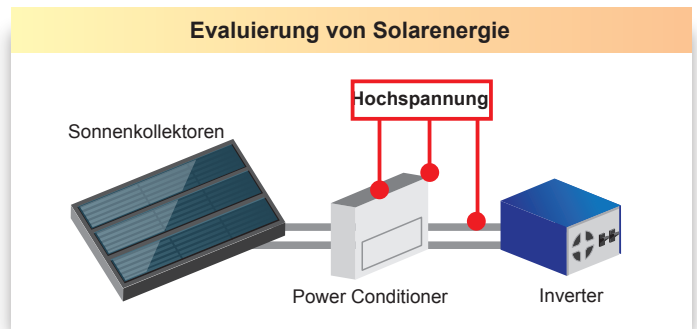 Evaluierung von Solarenergie
Hochspannung
Sonnenkollektoren
Power Conditioner
Inverter